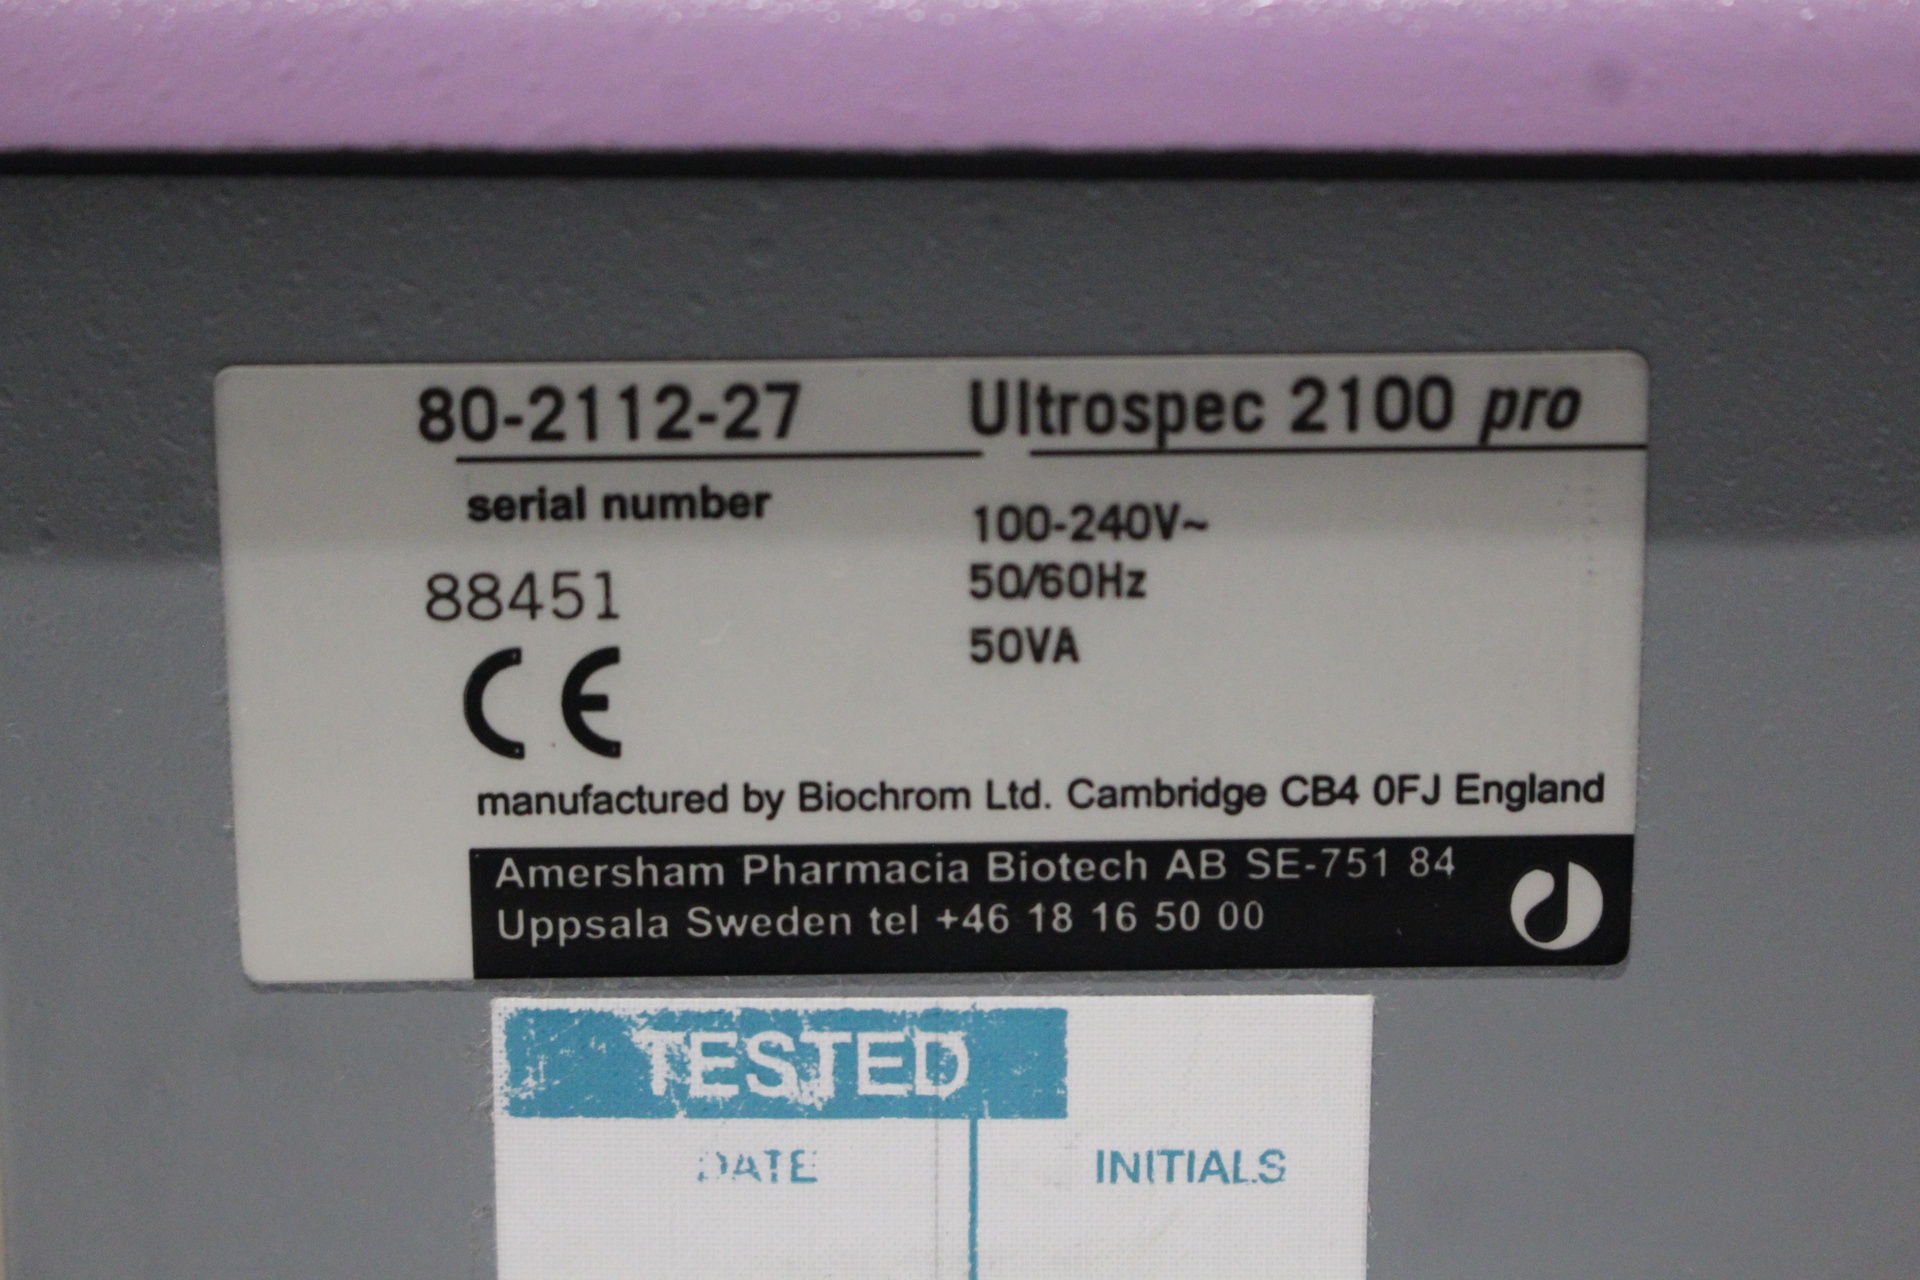 80-2112-27 Ultrospec 2100 pro
serial number
88451
100-240V~
50/60Hz
50VA
CE
manufactured by Biochrom Ltd. Cambridge CB4 0FJ England
Amersham Pharmacia Biotech AB SE-751 84
Uppsala Sweden tel +46 18 16 50 00
TESTED
DATE INITIALS